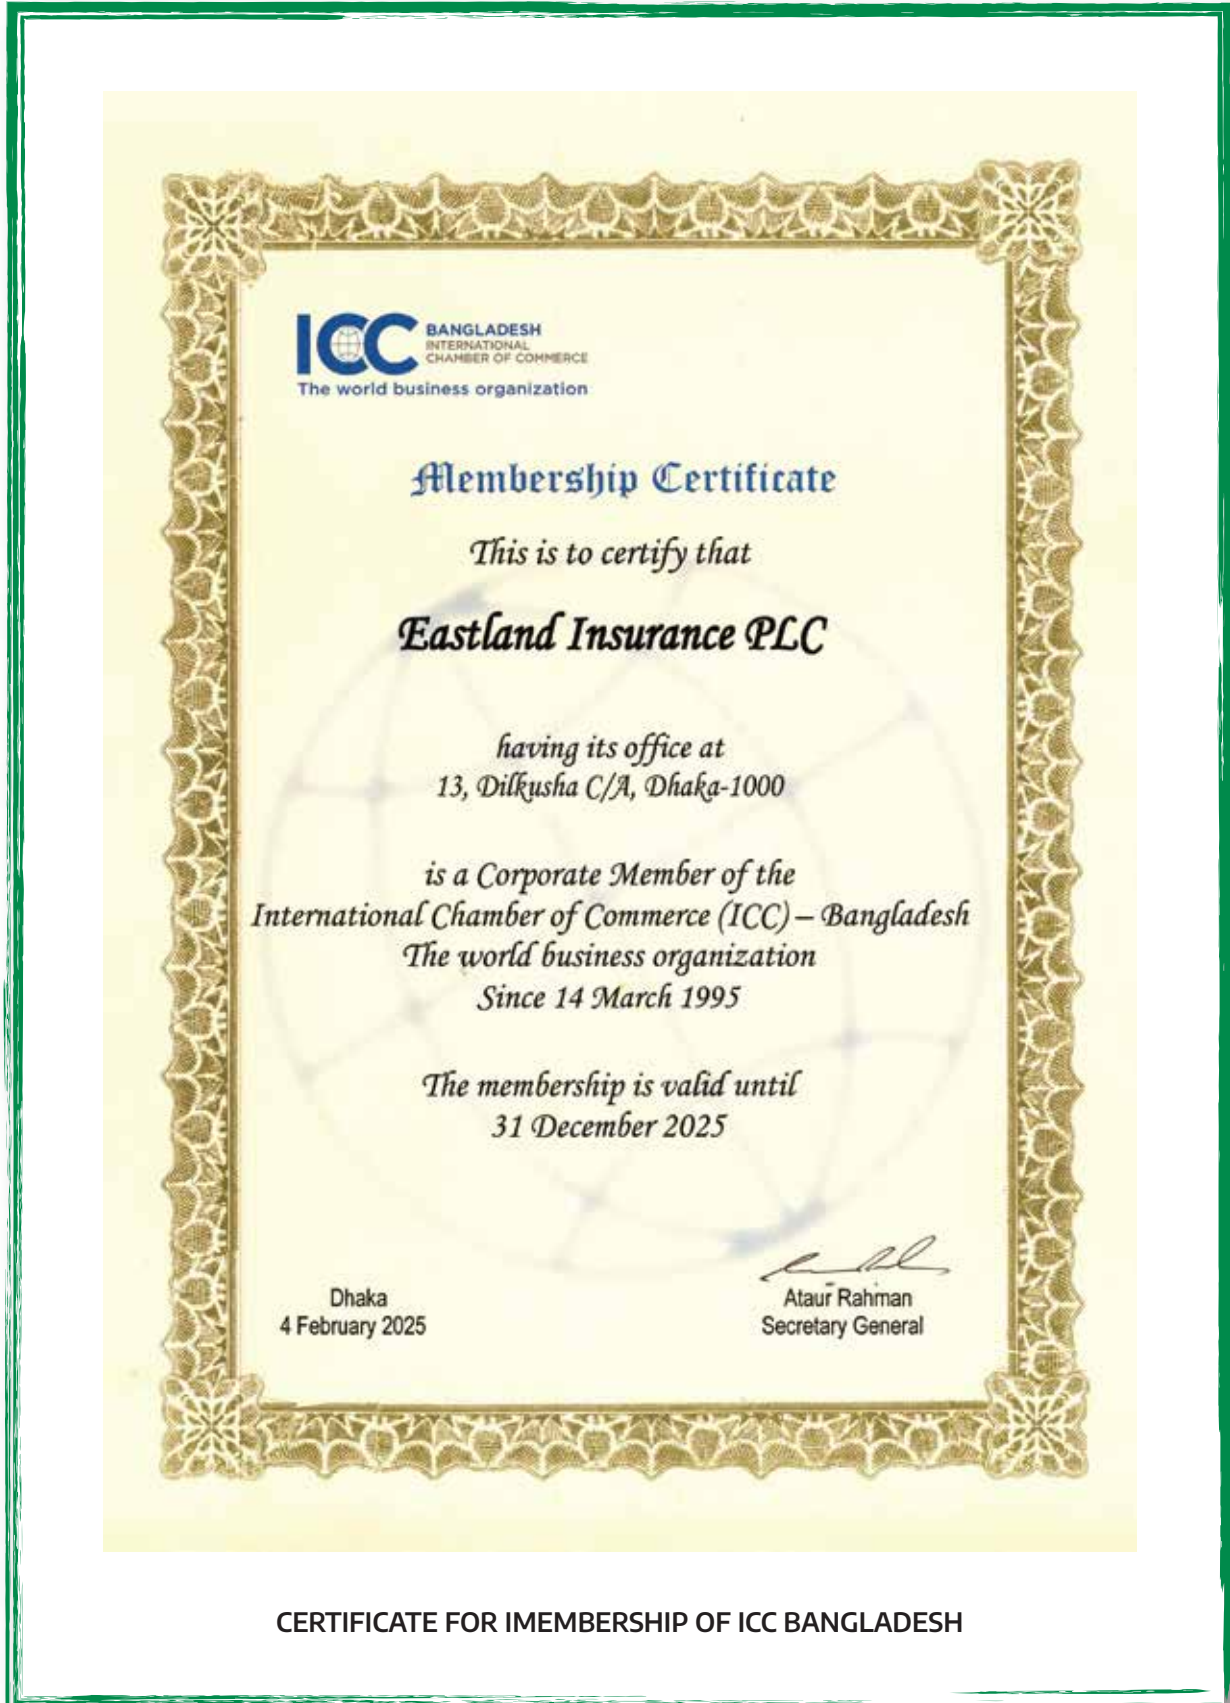 ICC BANGLADESH
INTERNATIONAL
CHAMBER OF COMMERCE
The world business organization
Membership Certificate
This is to certify that
Eastland Insurance PLC
having its office at
13, Dilkusha C/A, Dhaka-1000
is a Corporate Member of the
International Chamber of Commerce (ICC) – Bangladesh
The world business organization
Since 14 March 1995
The membership is valid until
31 December 2025
Dhaka
4 February 2025
Ataur Rahman
Secretary General
CERTIFICATE FOR IMEMBERSHIP OF ICC BANGLADESH